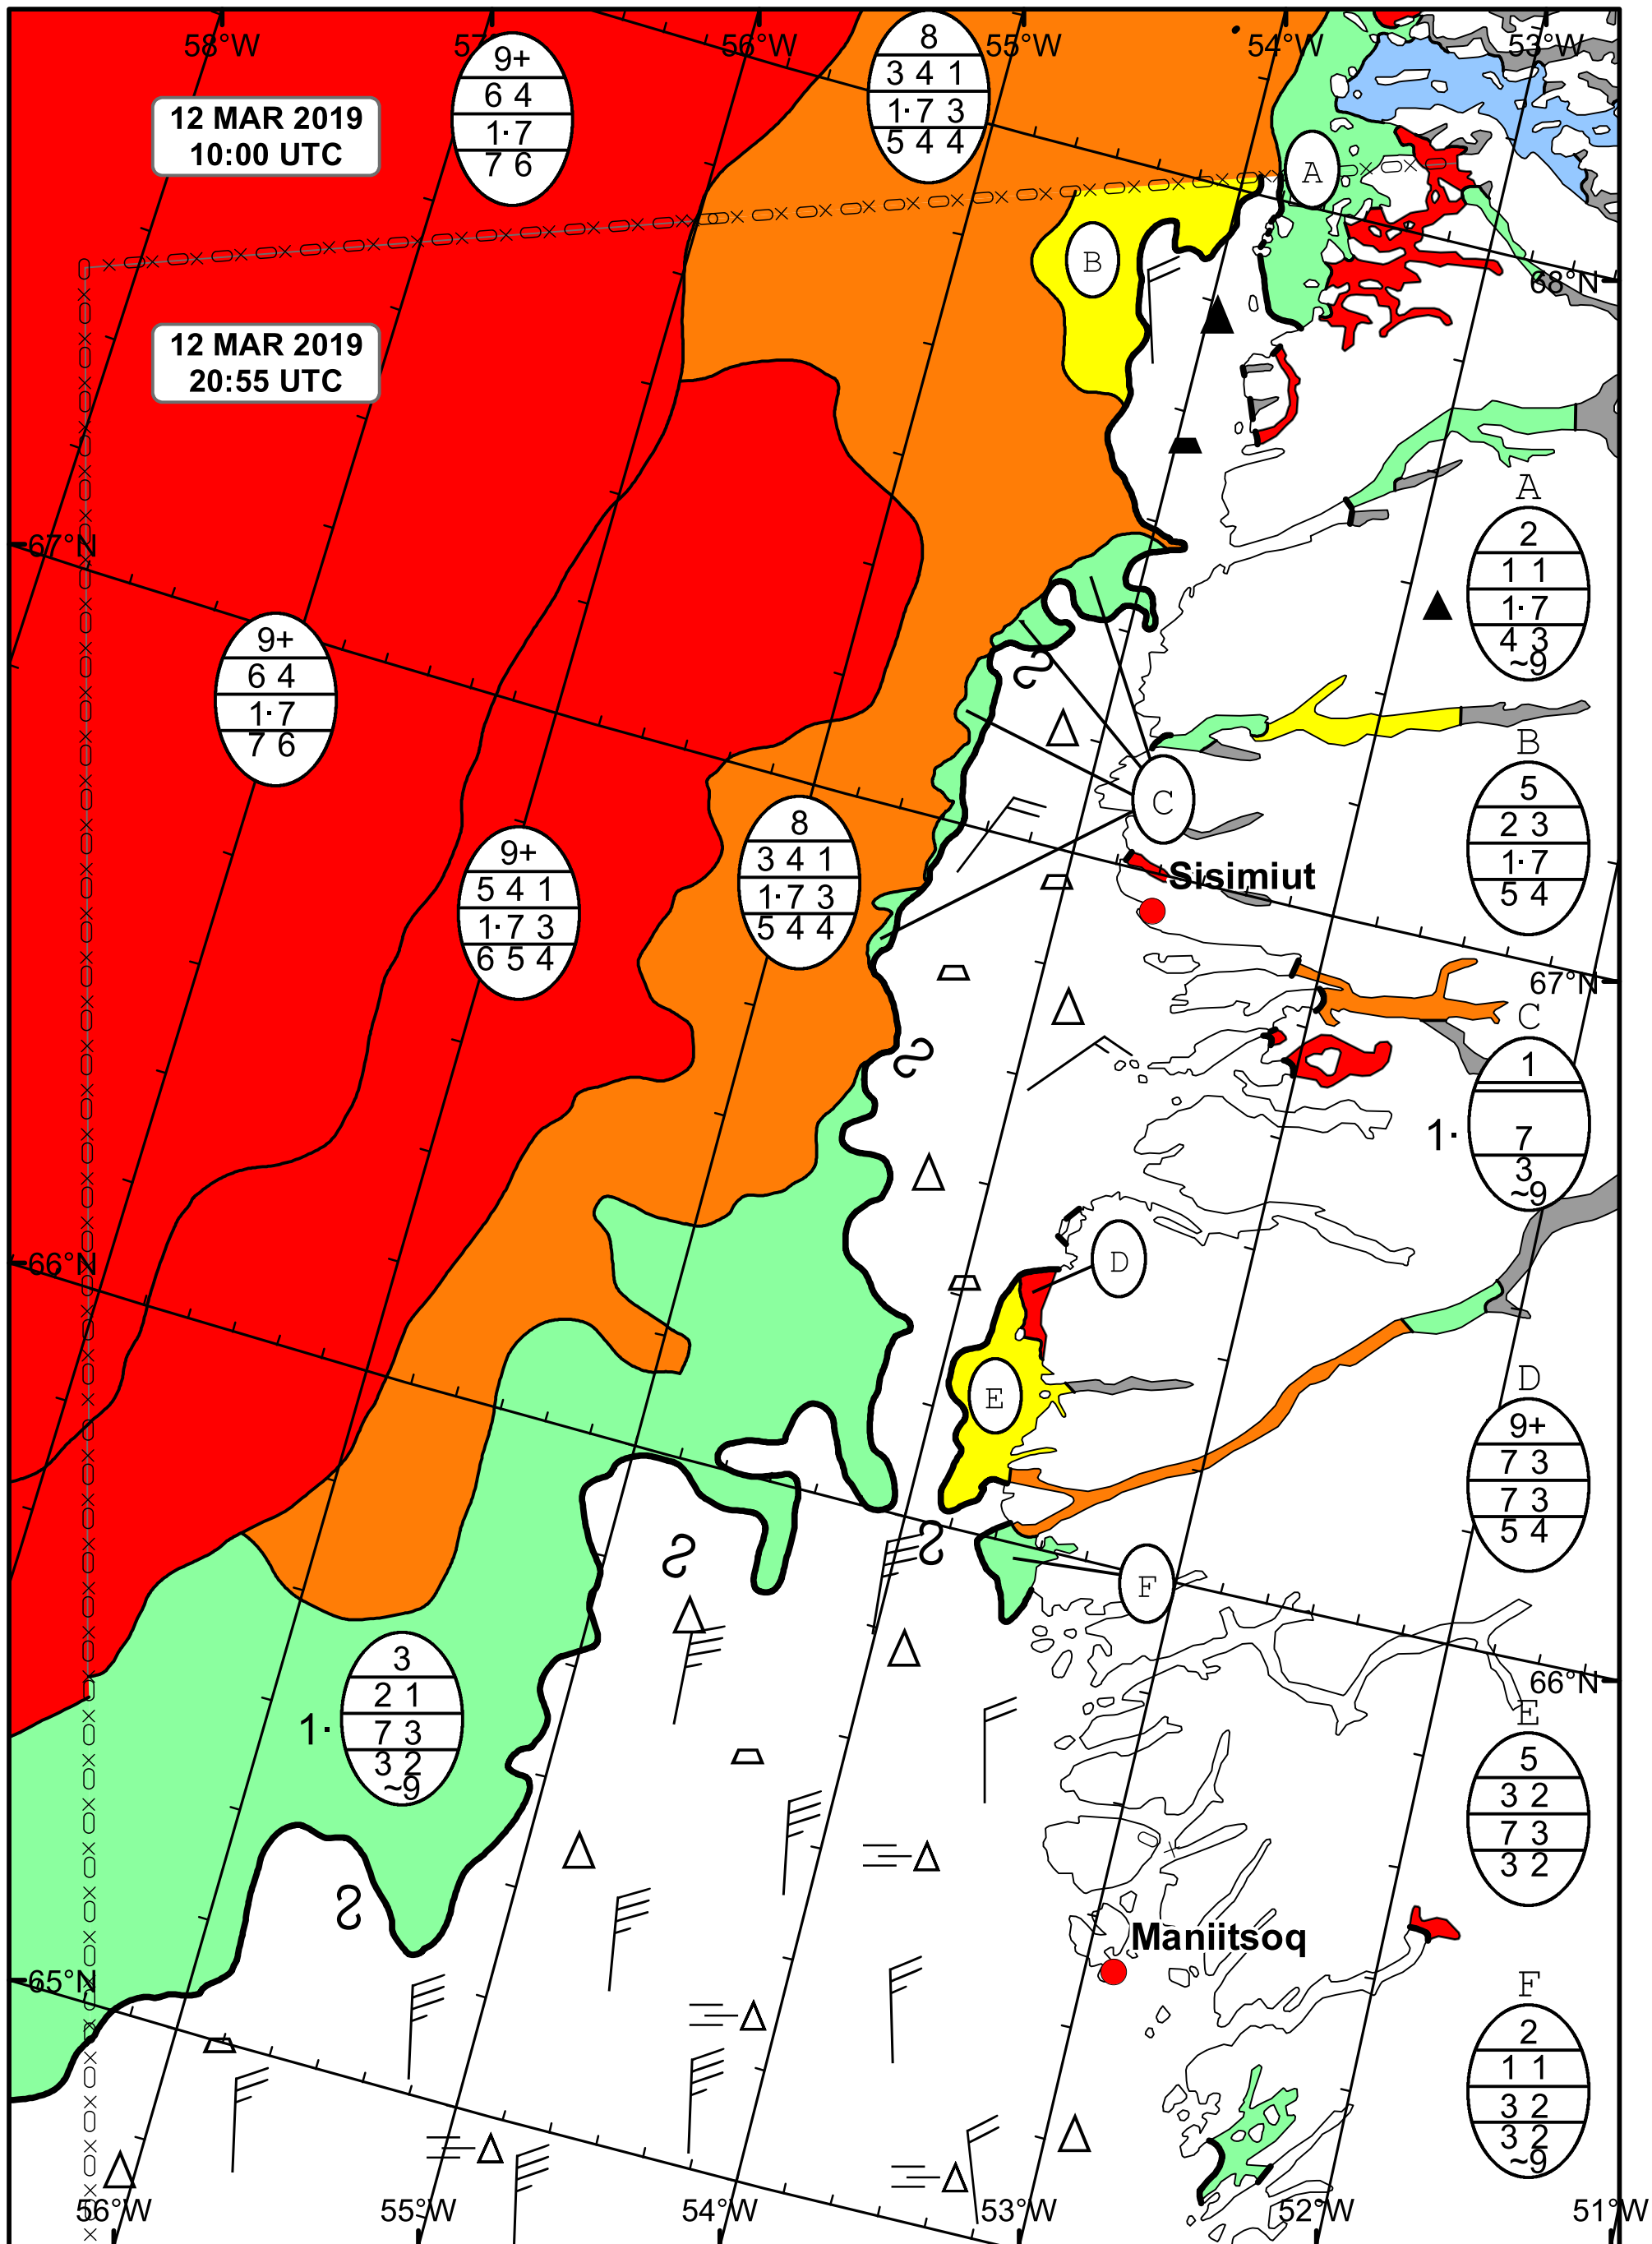 58°W
56°W
55°W
54°W
53°W
12 MAR 2019
10:00 UTC
9+
6 4
1· 7
7 6
8
3 4 1
1· 7 3
5 4 4
A
B
68°N
12 MAR 2019
20:55 UTC
67°N
A
2
1 1
1· 7
4 3
~9
9+
6 4
1· 7
7 6
B
5
2 3
1· 7
5 4
C
9+
5 4 1
1· 7 3
6 5 4
8
3 4 1
1· 7 3
5 4 4
Sisimiut
67°N
C
1
1·
7
3
~9
66°N
D
E
D
9+
7 3
7 3
5 4
F
66°N
3
2 1
1·
7 3
3 2
~9
E
5
3 2
7 3
3 2
Maniitsoq
65°N
F
2
1 1
3 2
3 2
~9
56°W
55°W
54°W
53°W
52°W
51°W